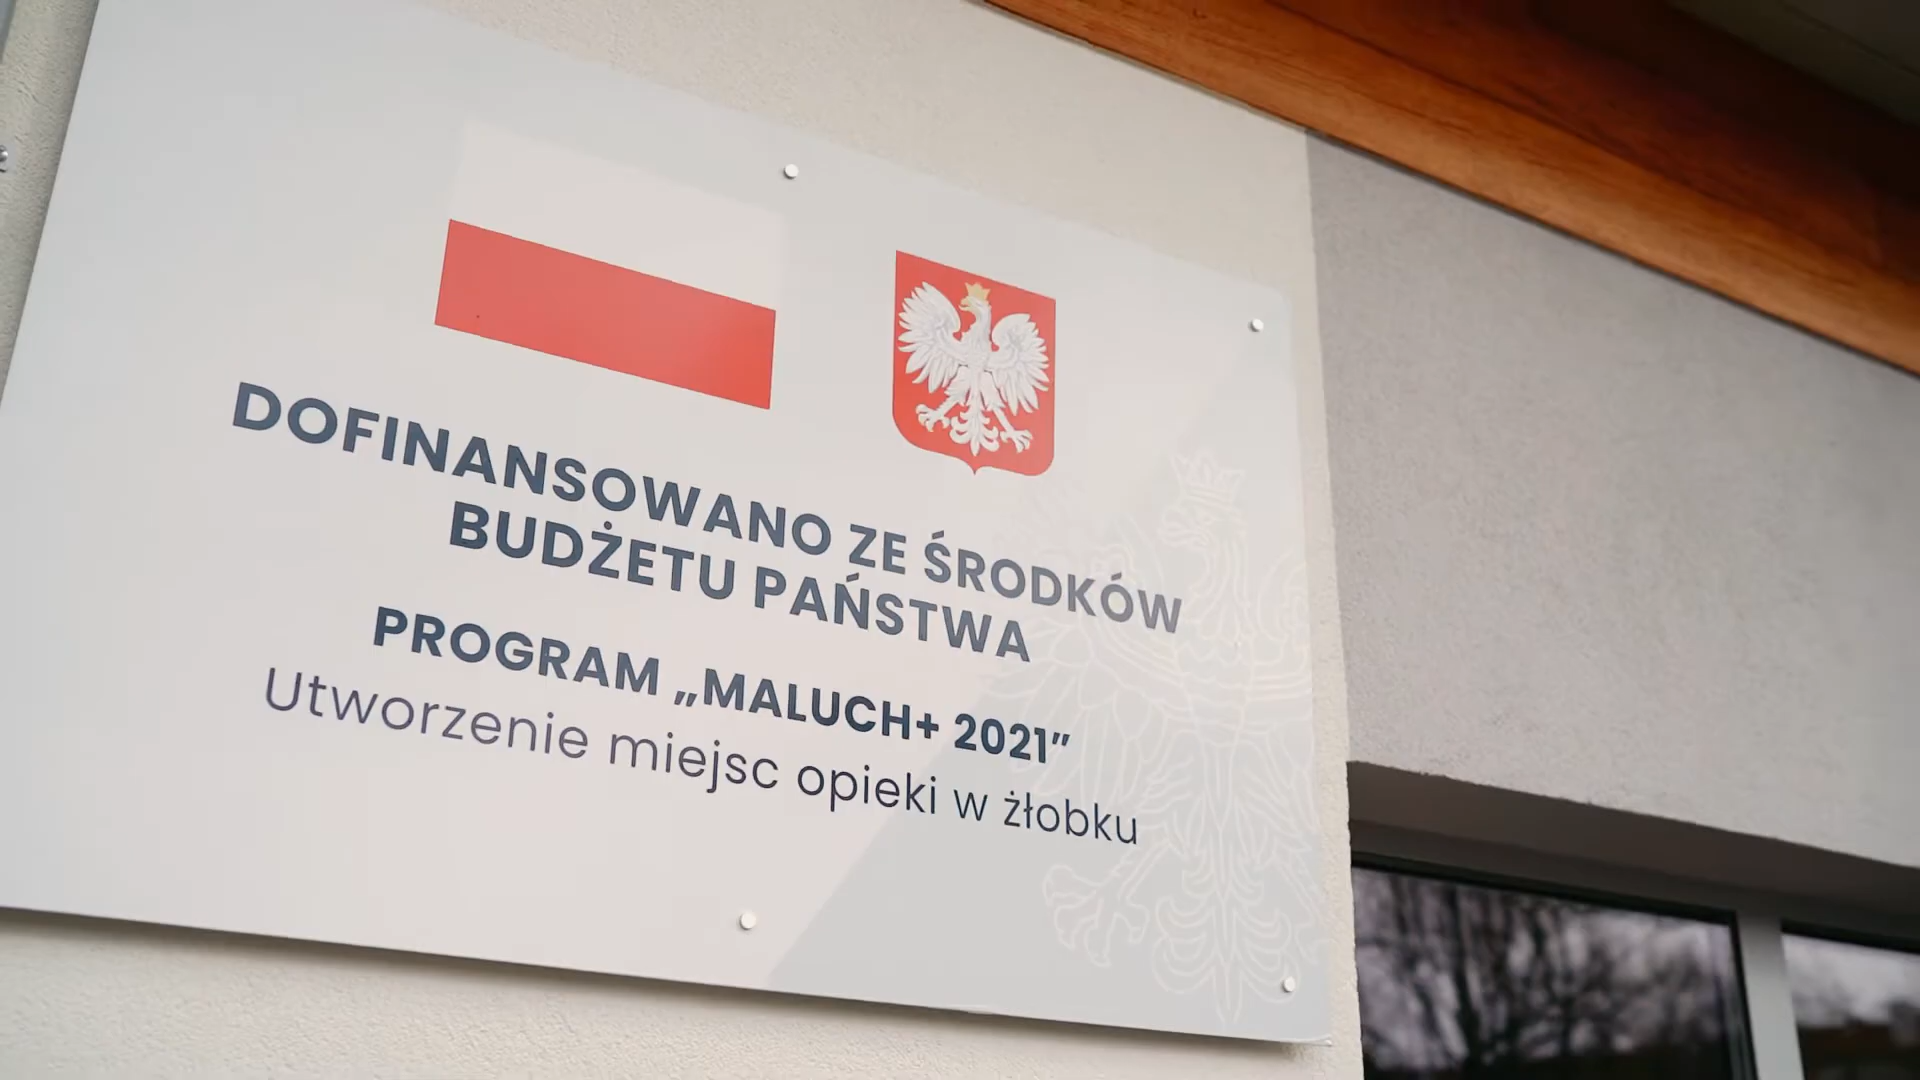 DOFINANSOWANO ZE ŚRODKÓW
BUDŻETU PAŃSTWA
PROGRAM „MALUCH+ 2021”
Utworzenie miejsc opieki w żłobku